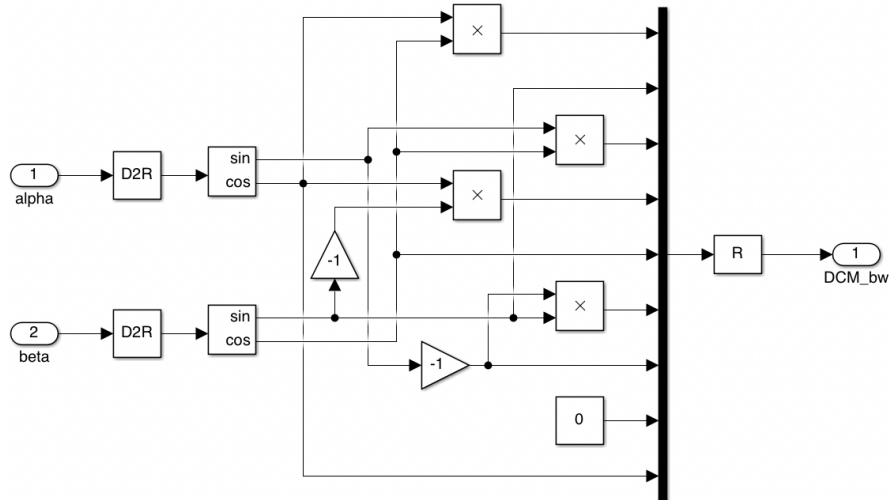 ×
1
D2R
sin
cos
alpha
×
×
-1
R
1
DCM_bw
2
D2R
sin
cos
beta
×
-1
0